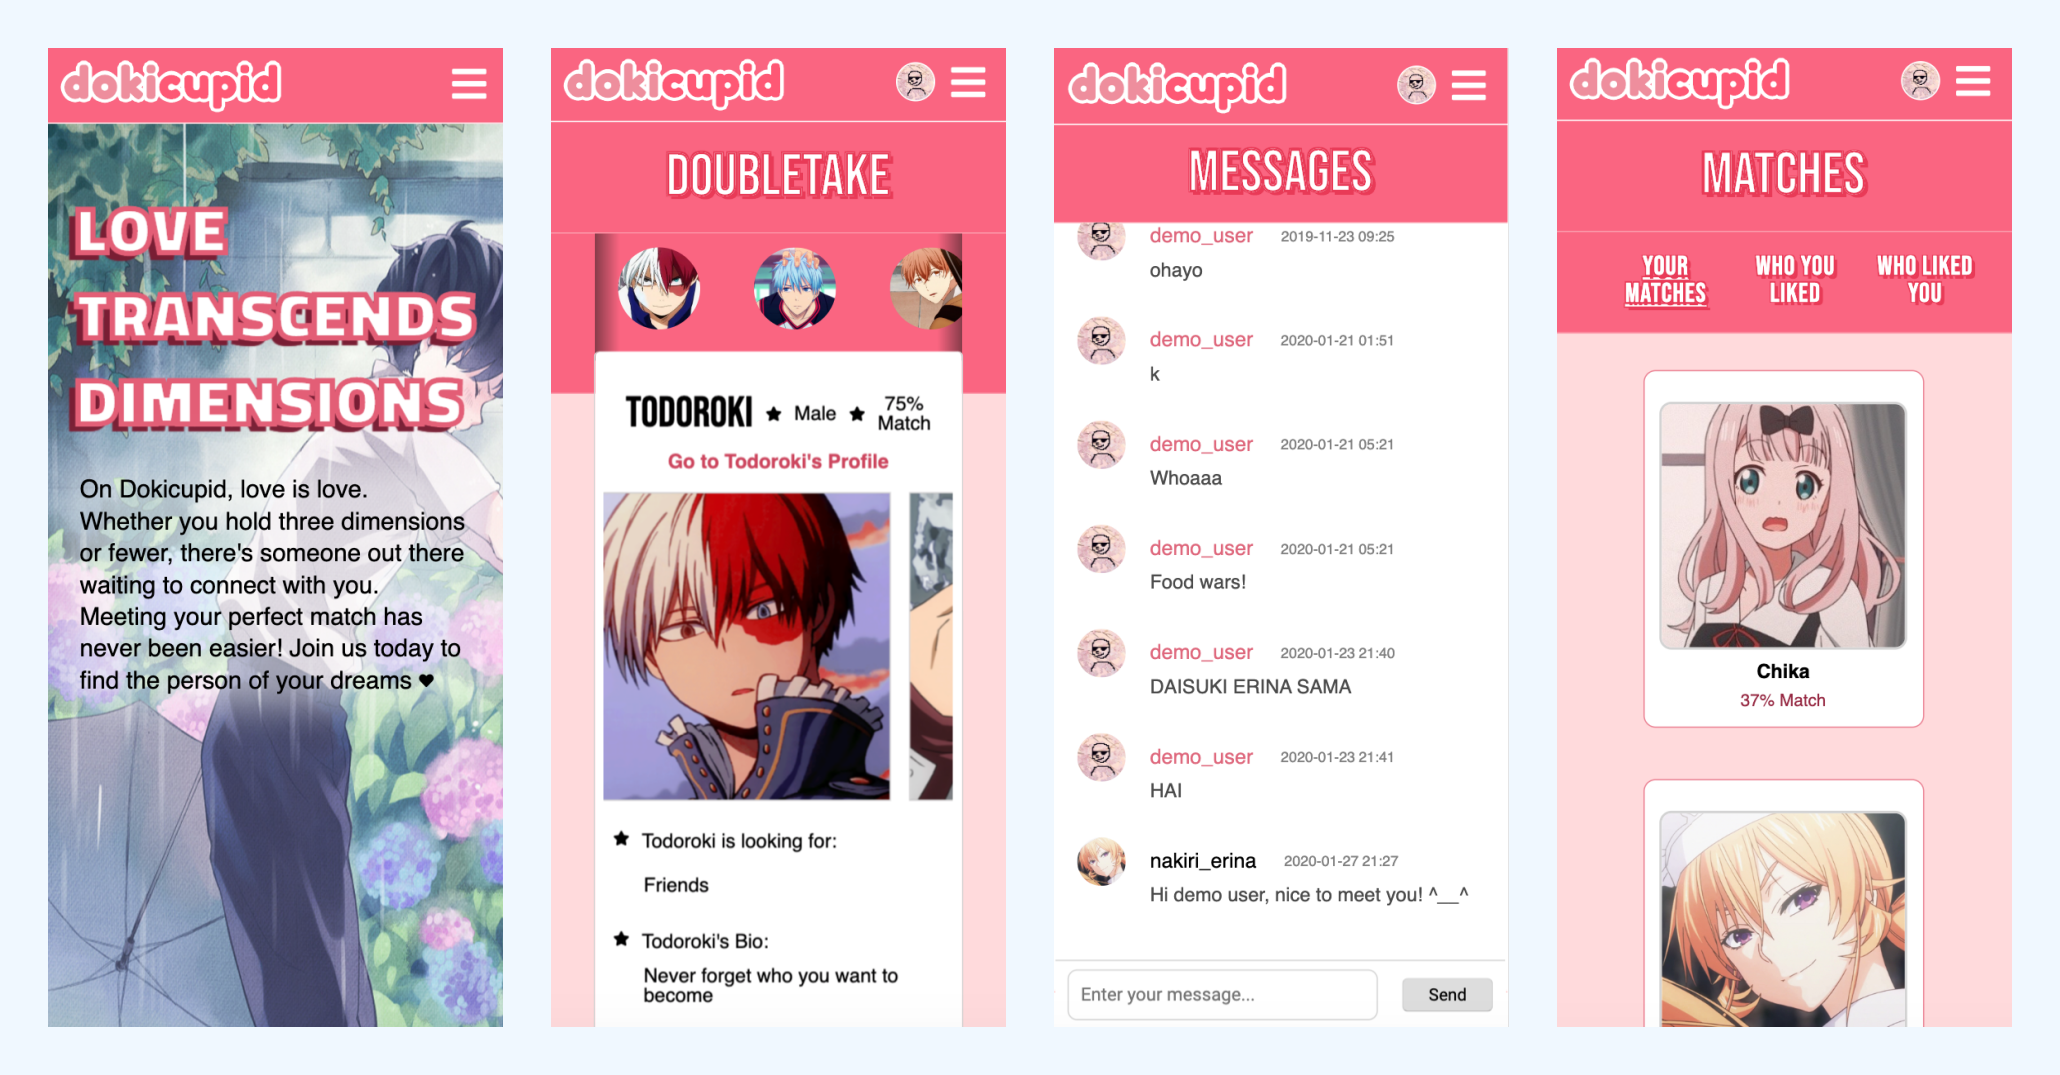 dokicupid
LOVE
TRANSCENDS
DIMENSIONS
On Dokicupid, love is love.
Whether you hold three dimensions
or fewer, there's someone out there
waiting to connect with you.
Meeting your perfect match has
never been easier! Join us today to
find the person of your dreams ♥
dokicupid
DOUBLETAKE
TODOROKI ★ Male ★ 75%
Match
Go to Todoroki's Profile
★ Todoroki is looking for:
Friends
★ Todoroki's Bio:
Never forget who you want to
become
dokicupid
MESSAGES
demo_user 2019-11-23 09:25
ohayo
demo_user 2020-01-21 01:51
k
demo_user 2020-01-21 05:21
Whoaaa
demo_user 2020-01-21 05:21
Food wars!
demo_user 2020-01-23 21:40
DAISUKI ERINA SAMA
demo_user 2020-01-23 21:41
HAI
nakiri_erina 2020-01-27 21:27
Hi demo user, nice to meet you! ^__^
Enter your message...
Send
dokicupid
MATCHES
YOUR
MATCHES
WHO YOU
LIKED
WHO LIKED
YOU
Chika
37% Match